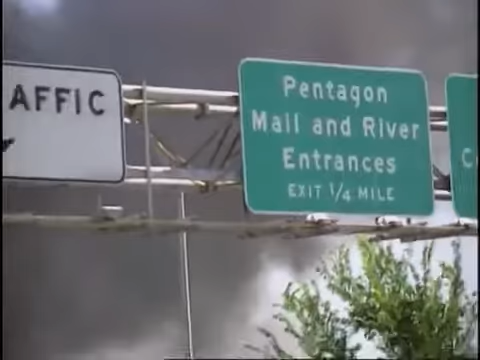 AFFIC
Pentagon
Mall and River
Entrances
EXIT 1/4 MILE
C